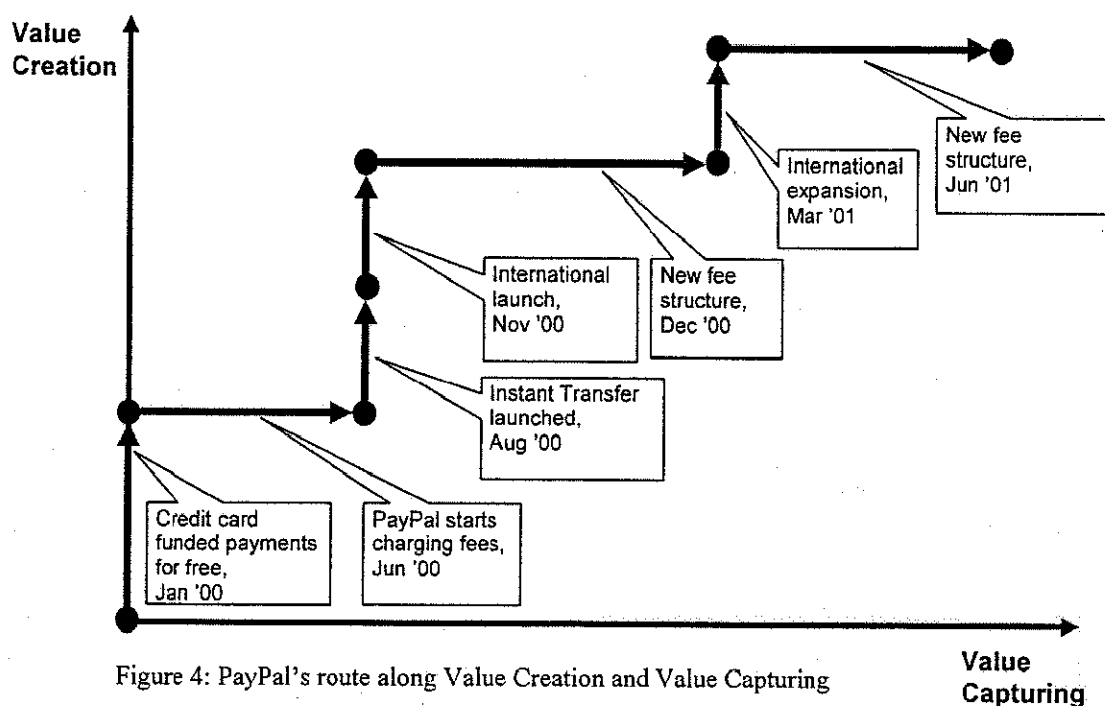 Value
Creation
New fee
structure,
Jun '01
International
expansion,
Mar '01
International
launch,
Nov '00
New fee
structure,
Dec '00
Instant Transfer
launched,
Aug '00
Credit card
funded payments
for free,
Jan '00
PayPal starts
charging fees,
Jun '00
Value
Capturing
Figure 4: PayPal's route along Value Creation and Value Capturing